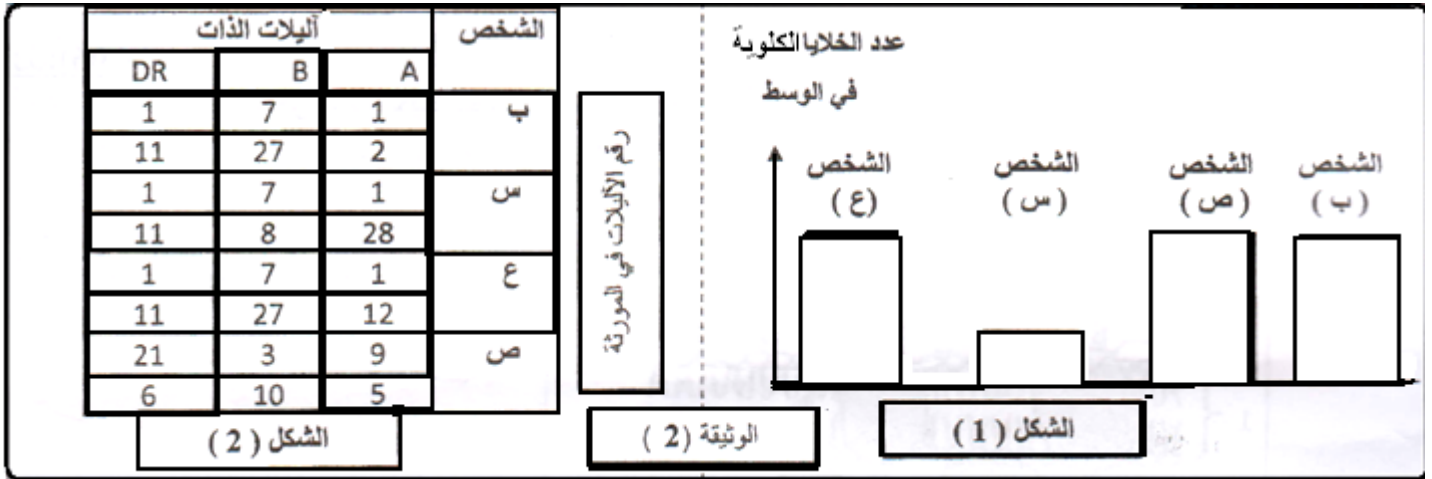 عدد الخلايا الكلوية
في الوسط
الشخص الشخص الشخص الشخص
( ب ) ( ص ) ( س ) ( ع )
الشكل ( 1 )
الوثيقة ( 2 )
رقم الأليلات في المورثة
الشخص آليلات الذات
A B DR
ب 1 7 1
2 27 11
س 1 7 1
28 8 11
ع 1 7 1
12 27 11
ص 9 3 21
5 10 6
الشكل ( 2 )